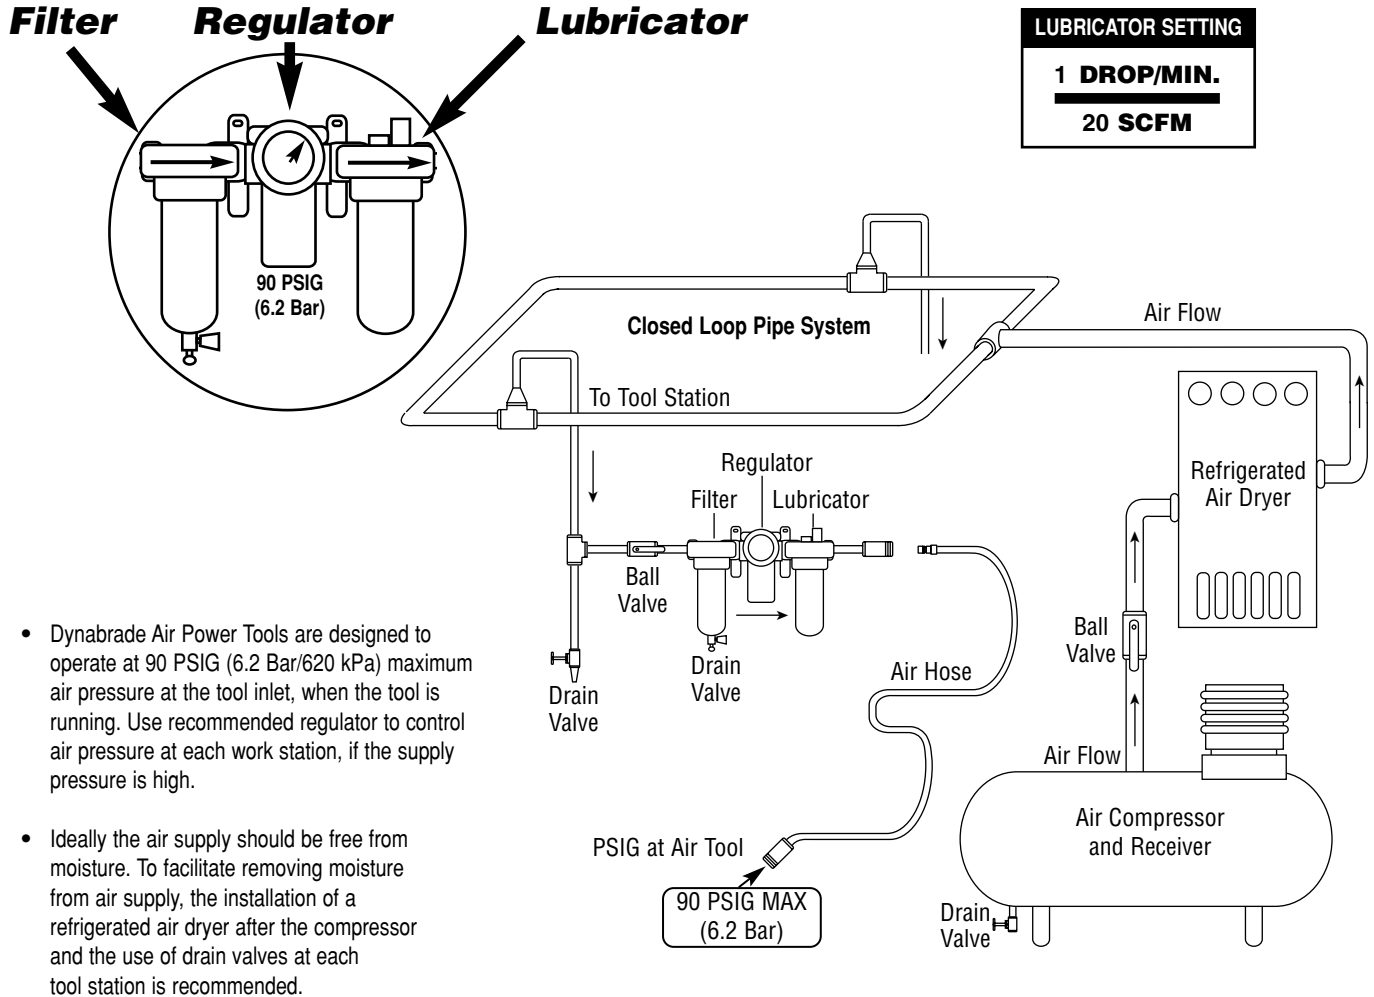 Filter
Regulator
Lubricator
LUBRICATOR SETTING
1 DROP/MIN.
20 SCFM
90 PSIG
(6.2 Bar)
Closed Loop Pipe System
Air Flow
To Tool Station
Regulator
Filter
Lubricator
Refrigerated
Air Dryer
Ball
Valve
Ball
Valve
Drain
Valve
Drain
Valve
Air Hose
Air Flow
Air Compressor
and Receiver
PSIG at Air Tool
90 PSIG MAX
(6.2 Bar)
Drain
Valve
• Dynabrade Air Power Tools are designed to
operate at 90 PSIG (6.2 Bar/620 kPa) maximum
air pressure at the tool inlet, when the tool is
running. Use recommended regulator to control
air pressure at each work station, if the supply
pressure is high.
• Ideally the air supply should be free from
moisture. To facilitate removing moisture
from air supply, the installation of a
refrigerated air dryer after the compressor
and the use of drain valves at each
tool station is recommended.